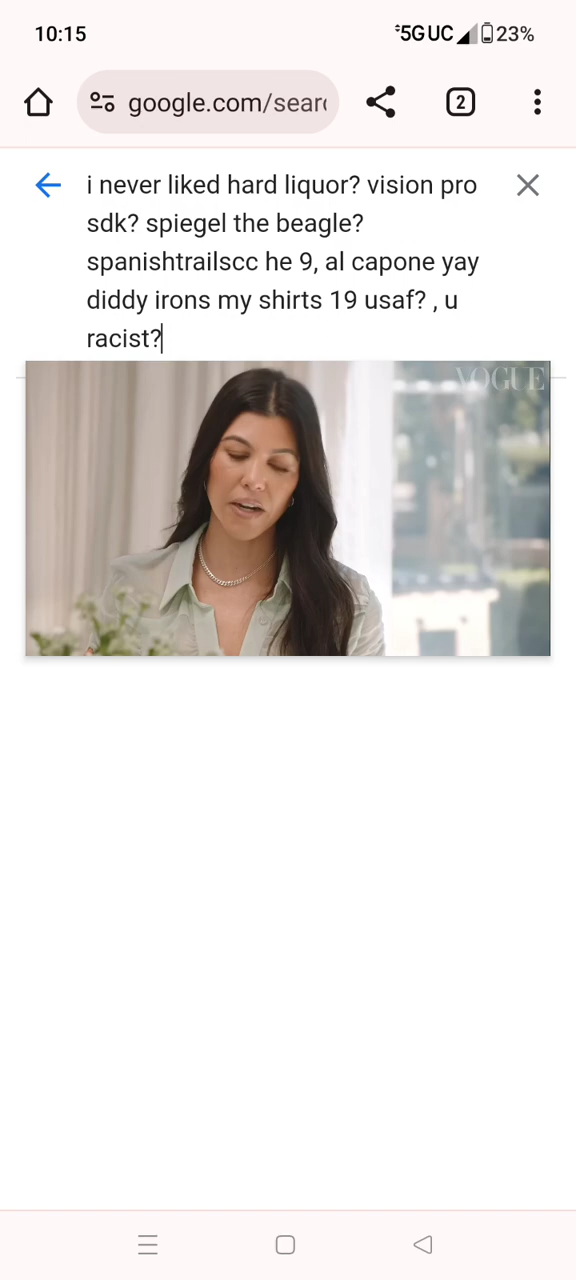 10:15
5G UC
23%
google.com/sear
2
i never liked hard liquor? vision pro
sdk? spiegel the beagle?
spanishtrailscc he 9, al capone yay
diddy irons my shirts 19 usaf? , u
racist?
VOGUE